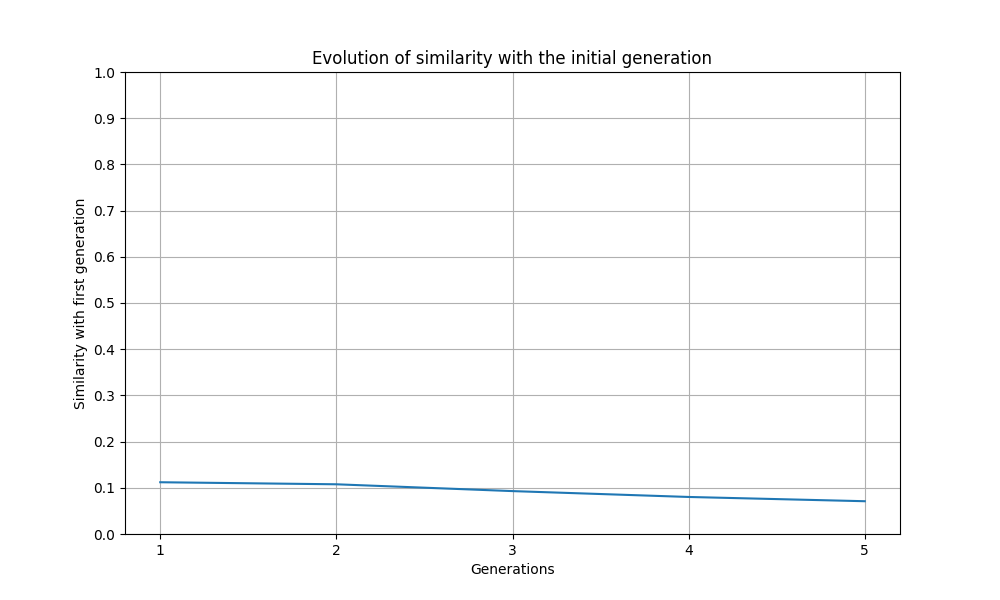 Evolution of similarity with the initial generation
1.0
0.9
0.8
0.7
0.6
0.5
0.4
0.3
0.2
0.1
0.0
Similarity with first generation
1 2 3 4 5
Generations